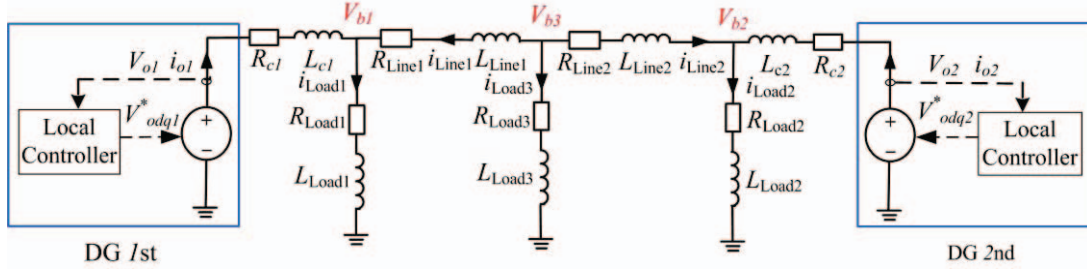 V_b1 V_b3 V_b2
R_c1 L_c1 R_Line1 i_Line1 L_Line1 R_Line2 L_Line2 i_Line2 L_c2 R_c2
V_o1 i_o1 i_Load1 i_Load3 i_Load2 V_o2 i_o2
Local Controller
V*_odq1
+
−
R_Load1 R_Load3 R_Load2
L_Load1 L_Load3 L_Load2
V*_odq2
+
−
Local Controller
DG 1st
DG 2nd